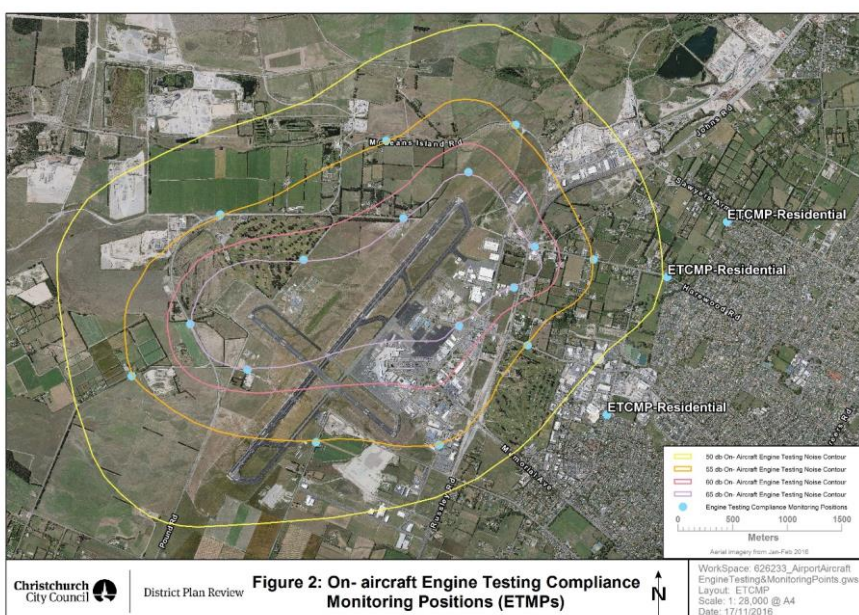 McLeans Island Rd
Johns Rd
Sawyers Arm
ETCMP-Residential
ETCMP-Residential
Harewood Rd
ETCMP-Residential
Memorial Ave
Russley Rd
Pound Rd
50 db On- Aircraft Engine Testing Noise Contour
55 db On- Aircraft Engine Testing Noise Contour
60 db On- Aircraft Engine Testing Noise Contour
65 db On- Aircraft Engine Testing Noise Contour
Engine Testing Compliance Monitoring Positions
0 500 1000 1500
Meters
Aerial imagery from Jan-Feb 2016
Christchurch
City Council
District Plan Review
Figure 2: On- aircraft Engine Testing Compliance
Monitoring Positions (ETMPs)
N
WorkSpace: 626233_AirportAircraft
EngineTesting&MonitoringPoints.gws
Layout: ETCMP
Scale: 1: 28,000 @ A4
Date: 17/11/2016